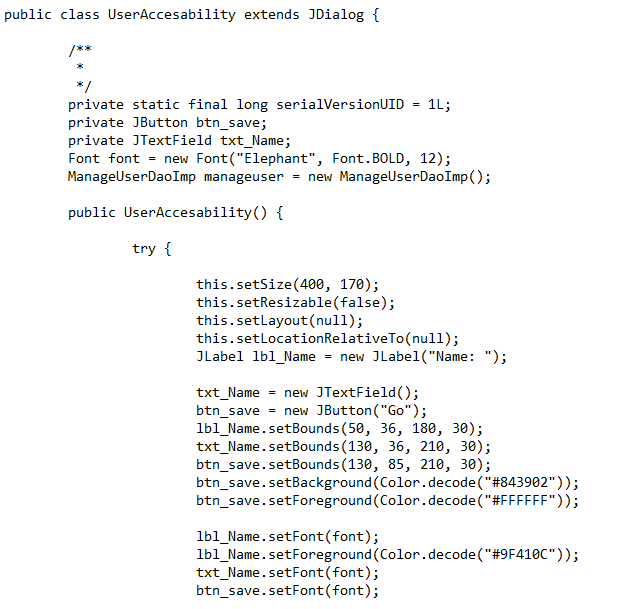 public class UserAccesability extends JDialog {
/**
*
*/
private static final long serialVersionUID = 1L;
private JButton btn_save;
private JTextField txt_Name;
Font font = new Font("Elephant", Font.BOLD, 12);
ManageUserDaoImp manageuser = new ManageUserDaoImp();
public UserAccesability() {
try {
this.setSize(400, 170);
this.setResizable(false);
this.setLayout(null);
this.setLocationRelativeTo(null);
JLabel lbl_Name = new JLabel("Name: ");
txt_Name = new JTextField();
btn_save = new JButton("Go");
lbl_Name.setBounds(50, 36, 180, 30);
txt_Name.setBounds(130, 36, 210, 30);
btn_save.setBounds(130, 85, 210, 30);
btn_save.setBackground(Color.decode("#843902"));
btn_save.setForeground(Color.decode("#FFFFFF"));
lbl_Name.setFont(font);
lbl_Name.setForeground(Color.decode("#9F410C"));
txt_Name.setFont(font);
btn_save.setFont(font);